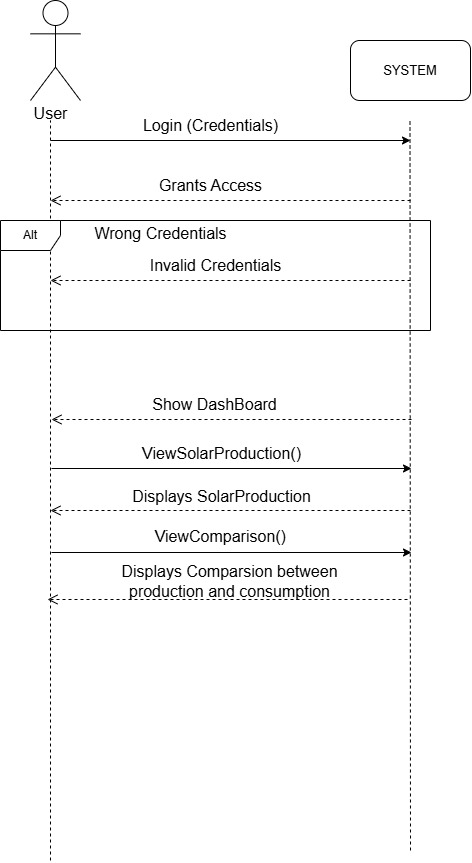 SYSTEM
User
Login (Credentials)
Grants Access
Alt
Wrong Credentials
Invalid Credentials
Show DashBoard
ViewSolarProduction()
Displays SolarProduction
ViewComparison()
Displays Comparsion between
production and consumption